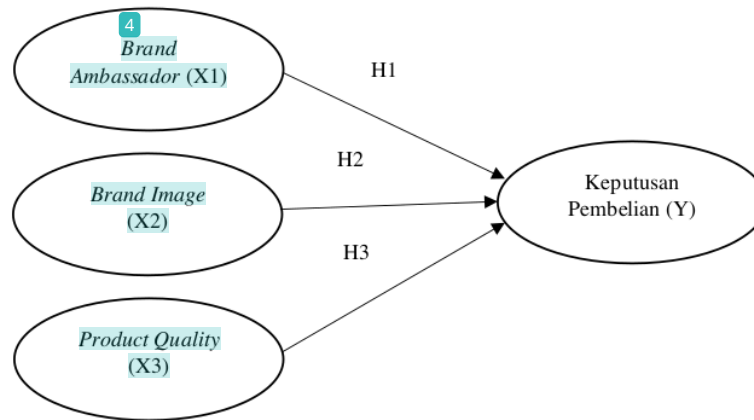 4
Brand
Ambassador (X1)
H1
H2
Brand Image
(X2)
Keputusan
Pembelian (Y)
H3
Product Quality
(X3)